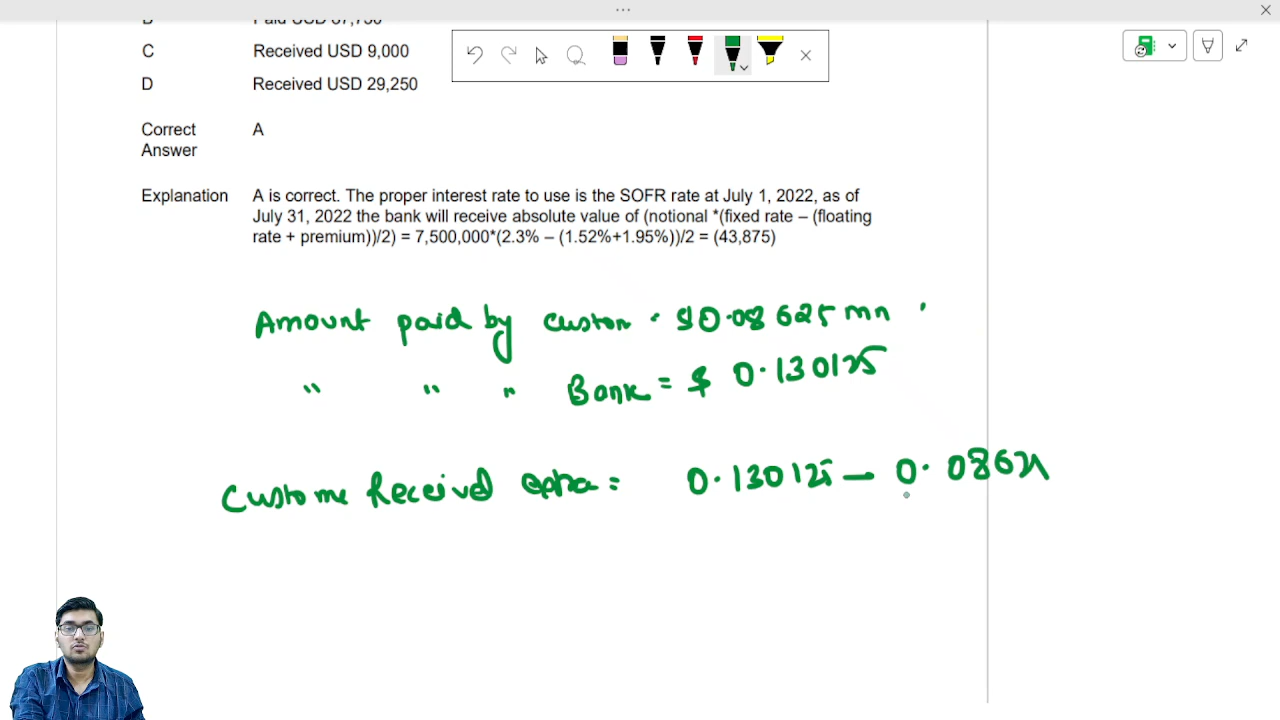 C Received USD 9,000
D Received USD 29,250
Correct Answer A
Explanation A is correct. The proper interest rate to use is the SOFR rate at July 1, 2022, as of
July 31, 2022 the bank will receive absolute value of (notional *(fixed rate – (floating
rate + premium))/2) = 7,500,000*(2.3% – (1.52%+1.95%))/2 = (43,875)
Amount paid by custom · $0.08625 mn
" " " Bank = $ 0.130125
Custome Received extra = 0.130125 – 0.08625